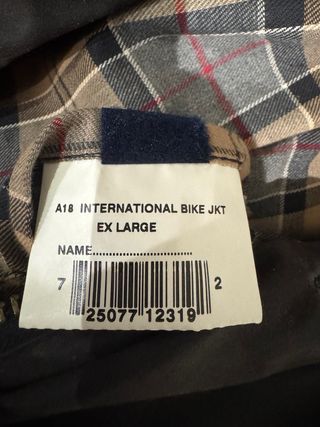 A18 INTERNATIONAL BIKE JKT
EX LARGE
NAME..............................
7 25077 12319 2